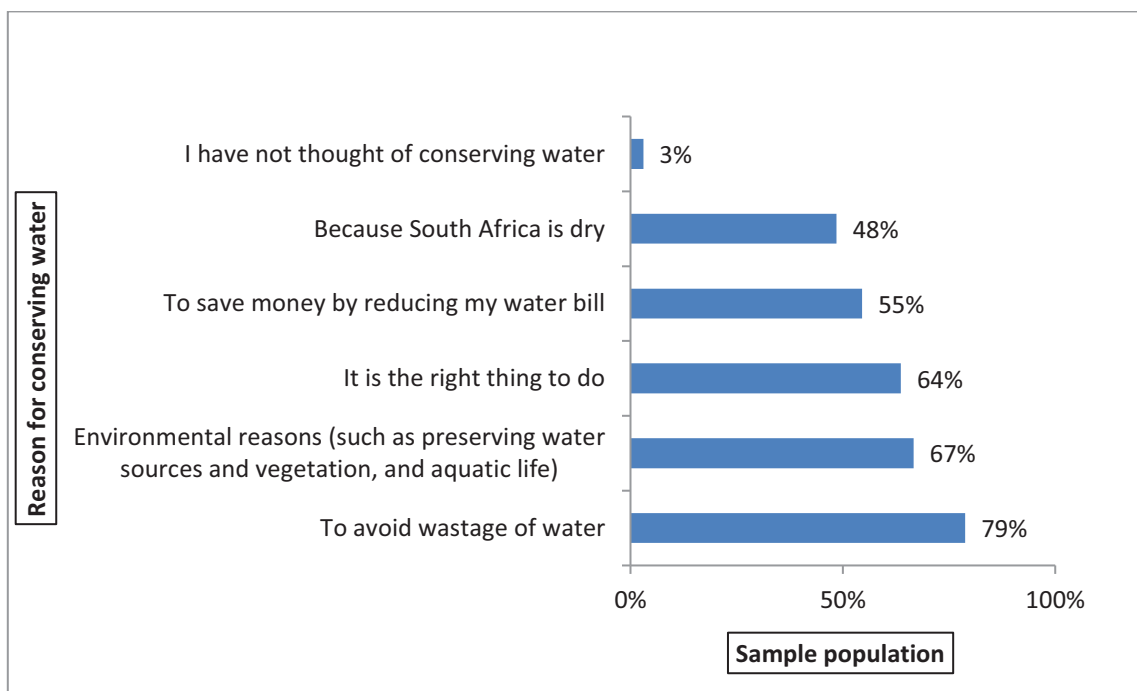 Reason for conserving water
I have not thought of conserving water
3%
Because South Africa is dry
48%
To save money by reducing my water bill
55%
It is the right thing to do
64%
Environmental reasons (such as preserving water
sources and vegetation, and aquatic life)
67%
To avoid wastage of water
79%
0%
50%
100%
Sample population